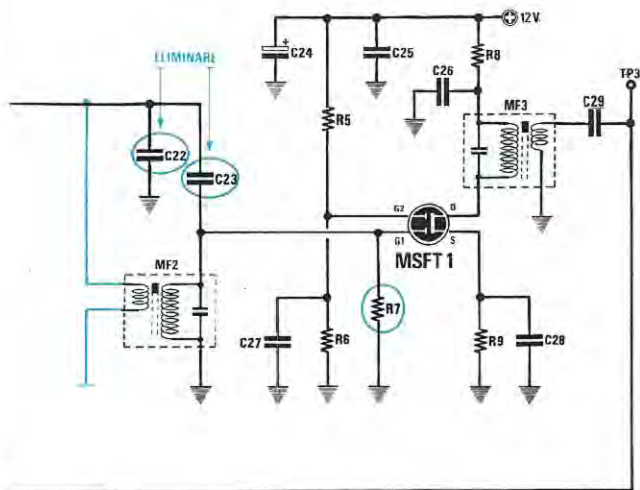 12V
C24
C25
R8
ELIMINARE
TP3
C26
MF3
C29
R5
C22
C23
G2
D
G1
S
MSFT 1
MF2
R7
C27
R6
R9
C28